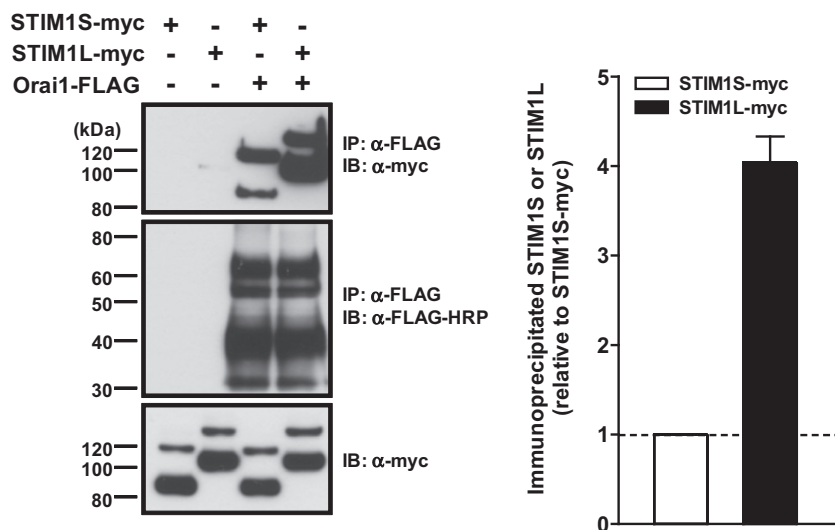 STIM1S-myc + - + -
STIM1L-myc - + - +
Orai1-FLAG - - + +
(kDa)
120
100
80
IP: α-FLAG
IB: α-myc
80
60
50
40
30
IP: α-FLAG
IB: α-FLAG-HRP
120
100
80
IB: α-myc
Immunoprecipitated STIM1S or STIM1L
(relative to STIM1S-myc)
5
4
3
2
1
0
STIM1S-myc
STIM1L-myc